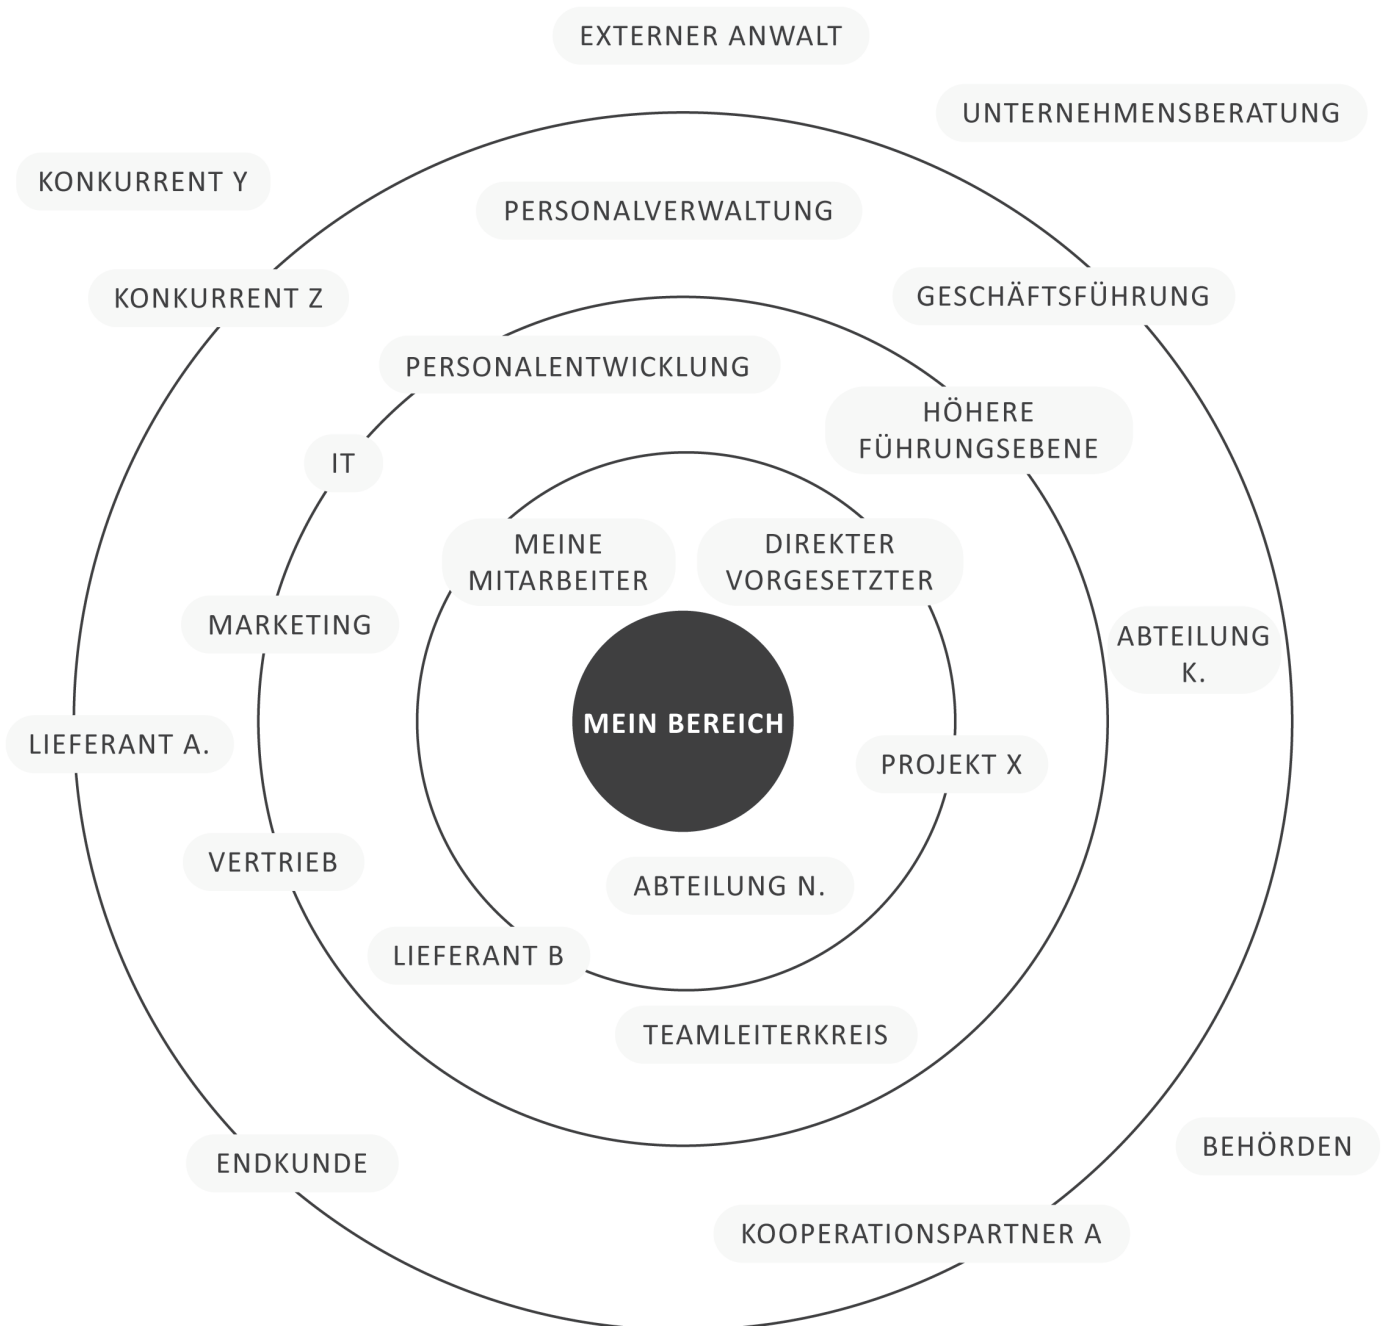 EXTERNER ANWALT
UNTERNEHMENSBERATUNG
KONKURRENT Y
PERSONALVERWALTUNG
KONKURRENT Z
GESCHÄFTSFÜHRUNG
PERSONALENTWICKLUNG
HÖHERE
FÜHRUNGSEBENE
IT
MEINE
MITARBEITER
DIREKTER
VORGESETZTER
MARKETING
ABTEILUNG
K.
MEIN BEREICH
LIEFERANT A.
PROJEKT X
VERTRIEB
ABTEILUNG N.
LIEFERANT B
TEAMLEITERKREIS
BEHÖRDEN
ENDKUNDE
KOOPERATIONSPARTNER A